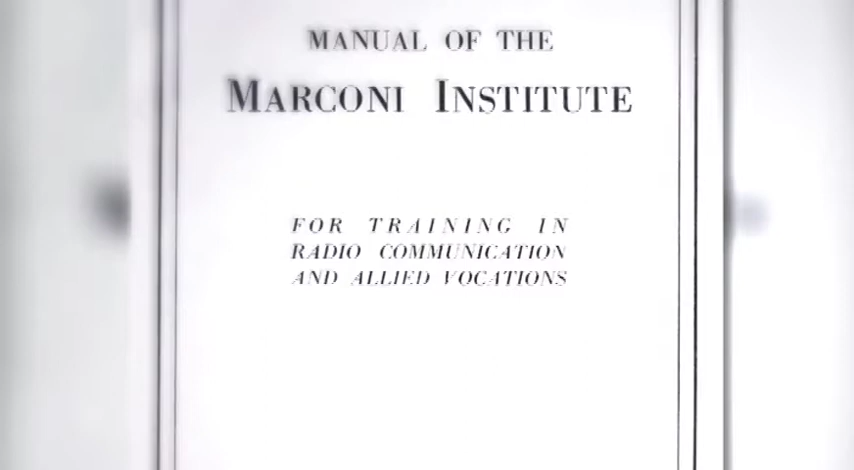 MANUAL OF THE
MARCONI INSTITUTE
FOR TRAINING IN
RADIO COMMUNICATION
AND ALLIED VOCATIONS